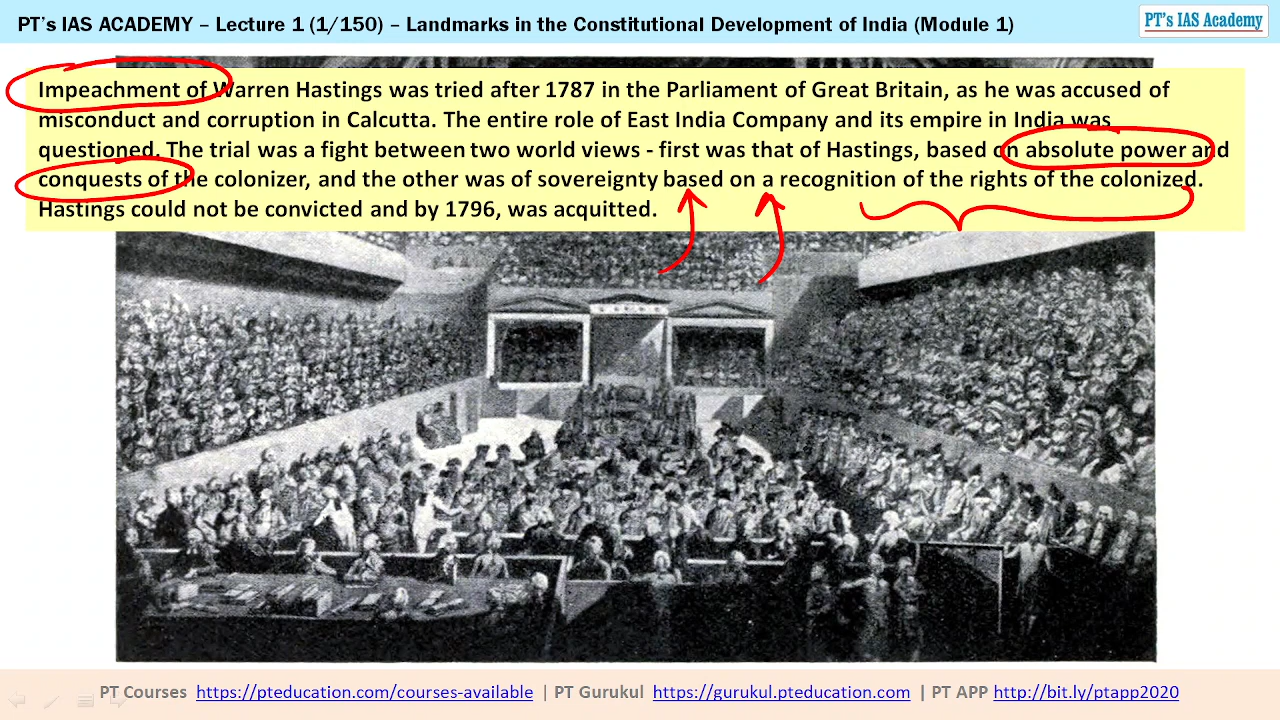 PT's IAS ACADEMY – Lecture 1 (1/150) – Landmarks in the Constitutional Development of India (Module 1)
PT's IAS Academy
Impeachment of Warren Hastings was tried after 1787 in the Parliament of Great Britain, as he was accused of
misconduct and corruption in Calcutta. The entire role of East India Company and its empire in India was
questioned. The trial was a fight between two world views - first was that of Hastings, based on absolute power and
conquests of the colonizer, and the other was of sovereignty based on a recognition of the rights of the colonized.
Hastings could not be convicted and by 1796, was acquitted.
PT Courses https://pteducation.com/courses-available | PT Gurukul https://gurukul.pteducation.com | PT APP http://bit.ly/ptapp2020